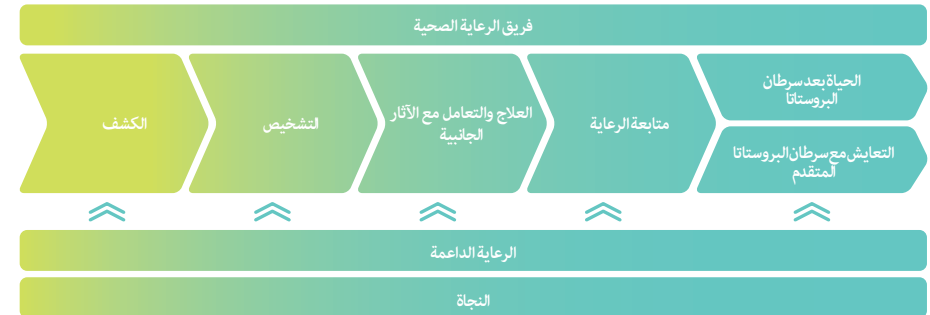 فريق الرعاية الصحية
الكشف
التشخيص
العلاج والتعامل مع الآثار
الجانبية
متابعة الرعاية
الحياة بعد سرطان
البروستاتا
التعايش مع سرطان البروستاتا
المتقدم
الرعاية الداعمة
النجاة